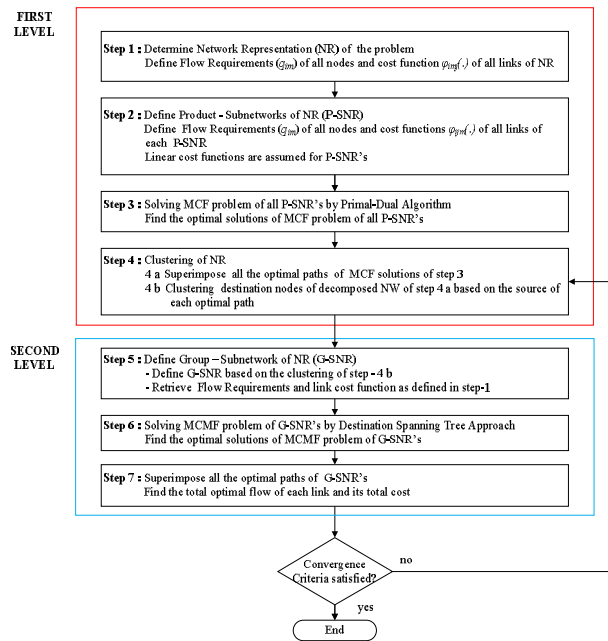 FIRST
LEVEL
Step 1 : Determine Network Representation (NR) of the problem
Define Flow Requirements (qim) of all nodes and cost function φijm(.) of all links of NR
Step 2 : Define Product - Subnetworks of NR (P-SNR)
Define Flow Requirements (qim) of all nodes and cost functions φijm(.) of all links of
each P-SNR
Linear cost functions are assumed for P-SNR's
Step 3 : Solving MCF problem of all P-SNR's by Primal-Dual Algorithm
Find the optimal solutions of MCF problem of all P-SNR's
Step 4 : Clustering of NR
4 a Superimpose all the optimal paths of MCF solutions of step 3
4 b Clustering destination nodes of decomposed NW of step 4 a based on the source of
each optimal path
SECOND
LEVEL
Step 5 : Define Group – Subnetwork of NR (G-SNR)
- Define G-SNR based on the clustering of step - 4 b
- Retrieve Flow Requirements and link cost function as defined in step-1
Step 6 : Solving MCMF problem of G-SNR's by Destination Spanning Tree Approach
Find the optimal solutions of MCMF problem of G-SNR's
Step 7 : Superimpose all the optimal paths of G-SNR's
Find the total optimal flow of each link and its total cost
Convergence
Criteria satisfied?
no
yes
End